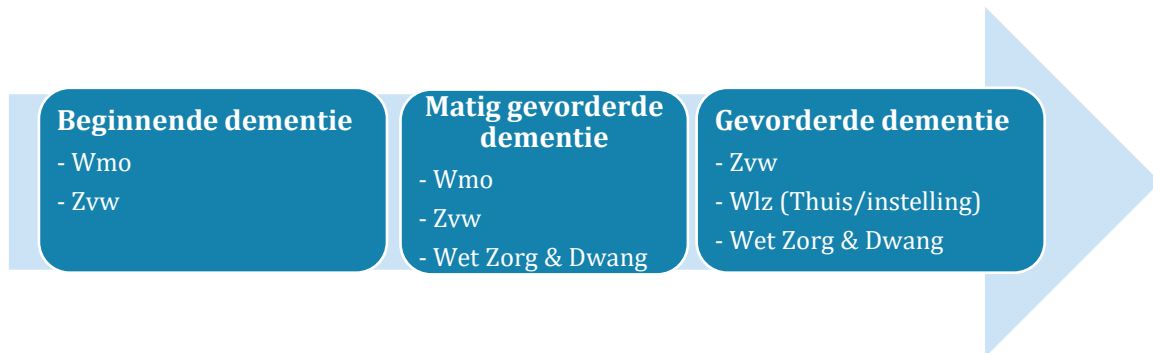 Beginnende dementie
- Wmo
- Zvw
Matig gevorderde
dementie
- Wmo
- Zvw
- Wet Zorg & Dwang
Gevorderde dementie
- Zvw
- Wlz (Thuis/instelling)
- Wet Zorg & Dwang